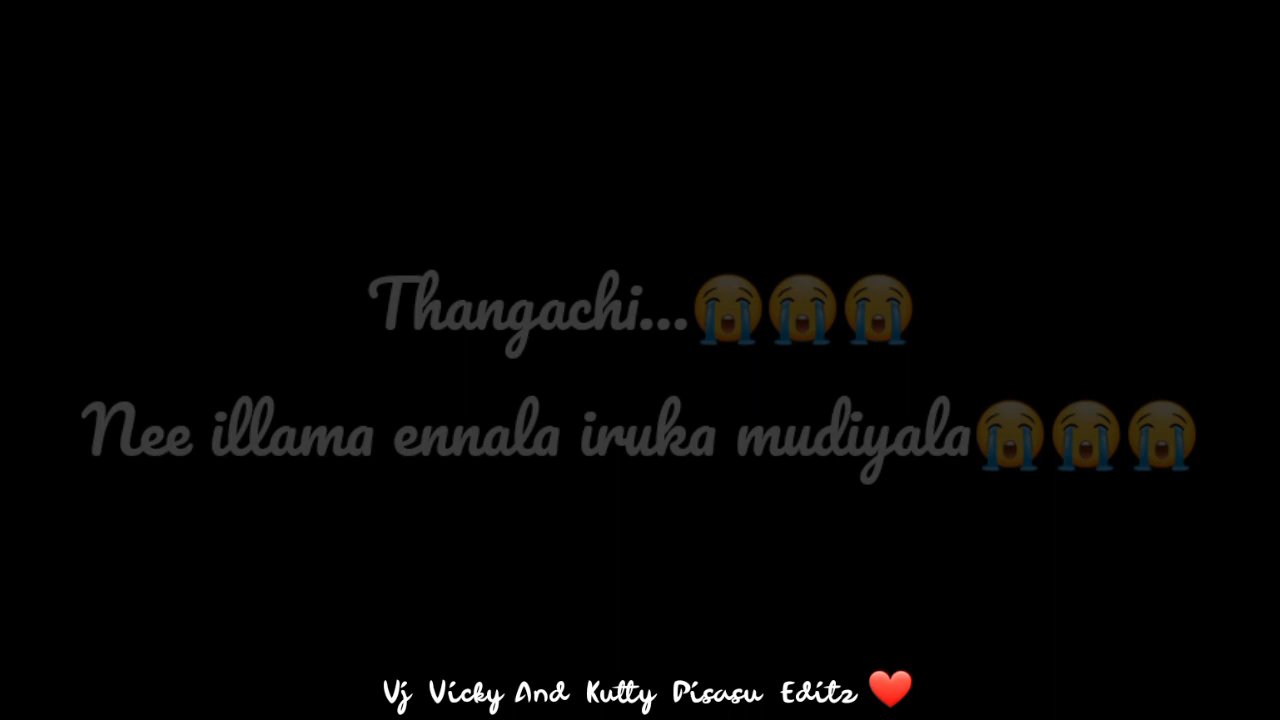 Thangachi...😭😭😭
Nee illama ennala iruka mudiyala😭😭😭
Vj Vicky And Kutty Pisasu Editz ❤️